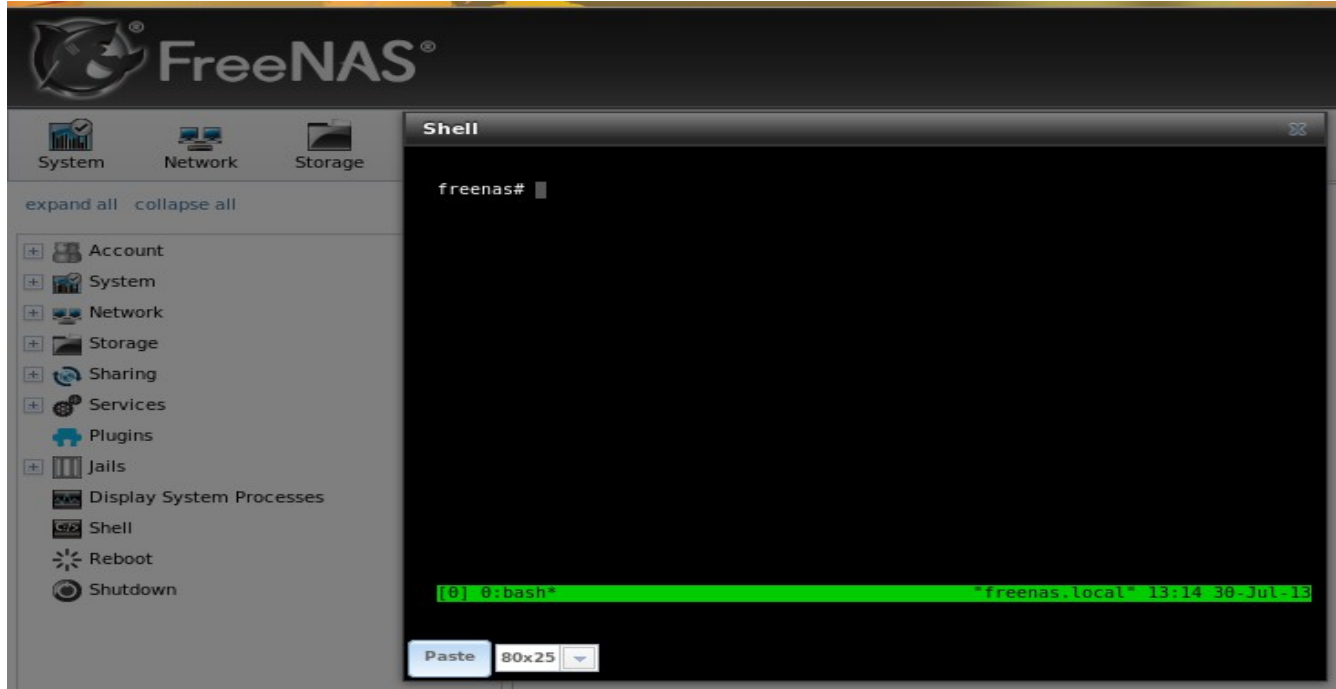 FreeNAS®
System Network Storage
expand all collapse all
Account
System
Network
Storage
Sharing
Services
Plugins
Jails
Display System Processes
Shell
Reboot
Shutdown
Shell
freenas#
[0] 0:bash* "freenas.local" 13:14 30-Jul-13
Paste 80x25